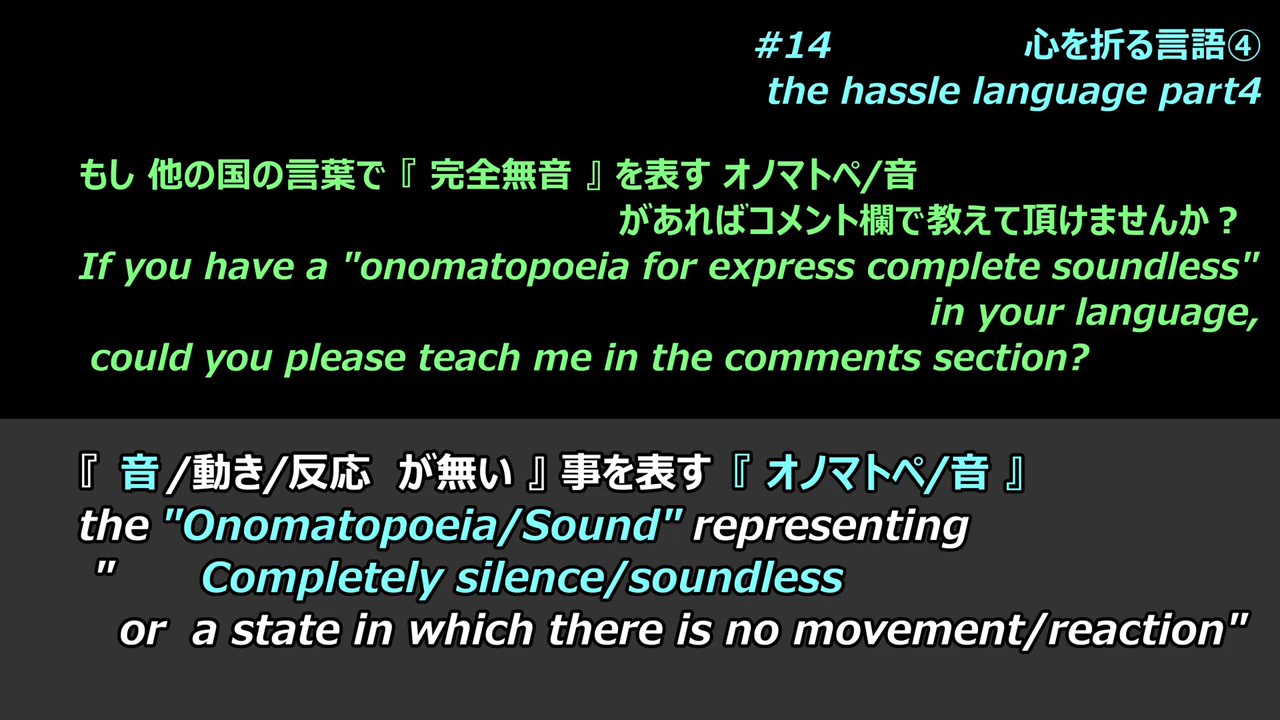 #14 心を折る言語④
the hassle language part4
もし 他の国の言葉で『 完全無音 』を表す オノマトペ/音
があればコメント欄で教えて頂けませんか？
If you have a "onomatopoeia for express complete soundless"
in your language,
could you please teach me in the comments section?
『 音/動き/反応 が無い 』事を表す『 オノマトペ/音 』
the "Onomatopoeia/Sound" representing
" Completely silence/soundless
or a state in which there is no movement/reaction"